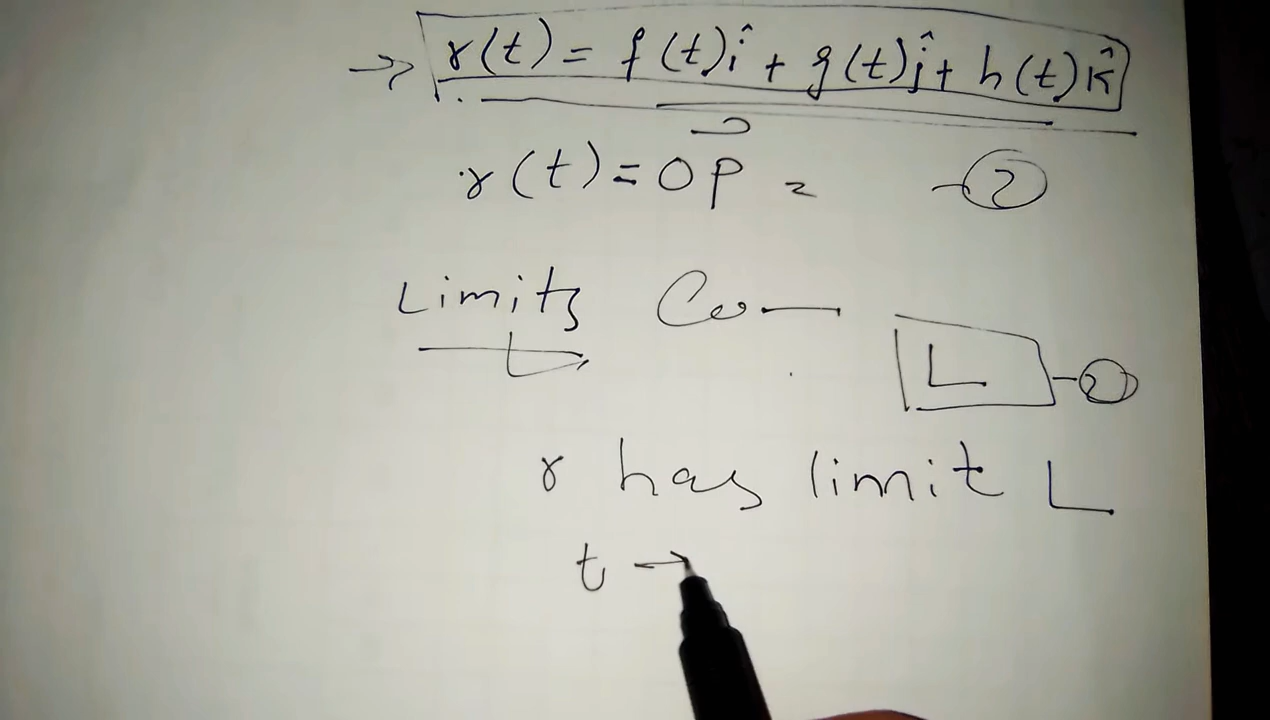 r(t) = f(t)î + g(t)ĵ + h(t)k̂
r(t) = OP = 2
Limits
L 2
r has limit L
t →